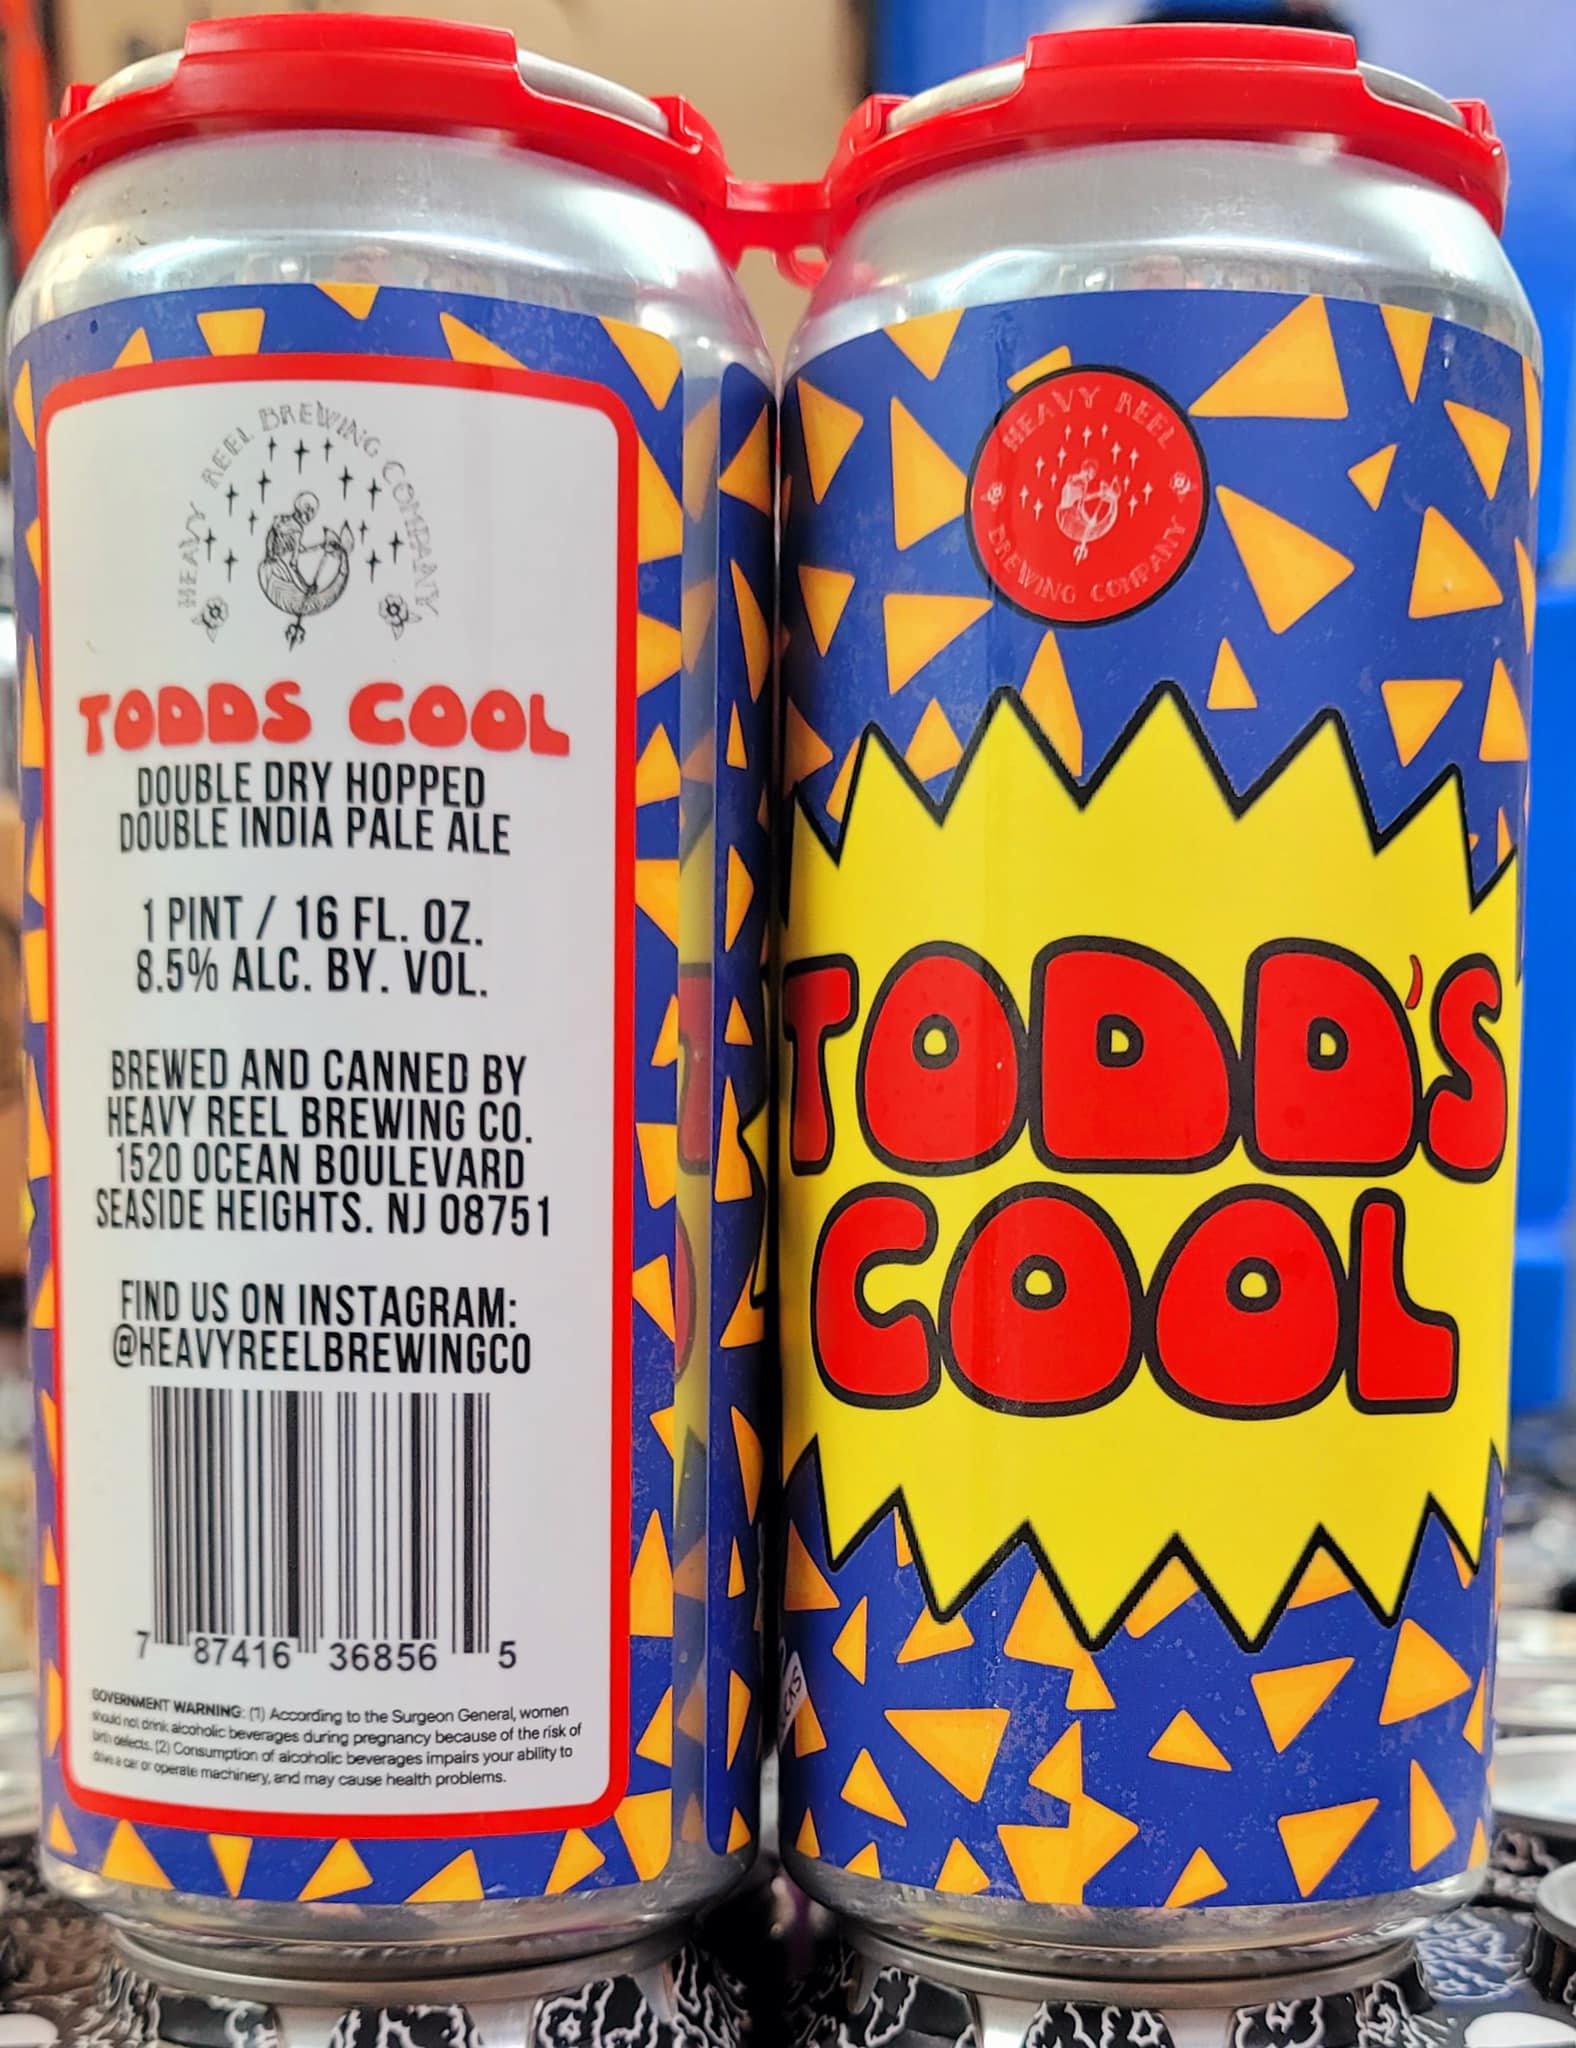 HEAVY REEL BREWING COMPANY
TODDS COOL
DOUBLE DRY HOPPED
DOUBLE INDIA PALE ALE
1 PINT / 16 FL. OZ.
8.5% ALC. BY. VOL.
BREWED AND CANNED BY
HEAVY REEL BREWING CO.
1520 OCEAN BOULEVARD
SEASIDE HEIGHTS. NJ 08751
FIND US ON INSTAGRAM:
@HEAVYREELBREWINGCO
7 87416 36856 5
GOVERNMENT WARNING: (1) According to the Surgeon General, women
should not drink alcoholic beverages during pregnancy because of the risk of
birth defects. (2) Consumption of alcoholic beverages impairs your ability to
drive a car or operate machinery, and may cause health problems.
HEAVY REEL
BREWING COMPANY
TODD'S
COOL